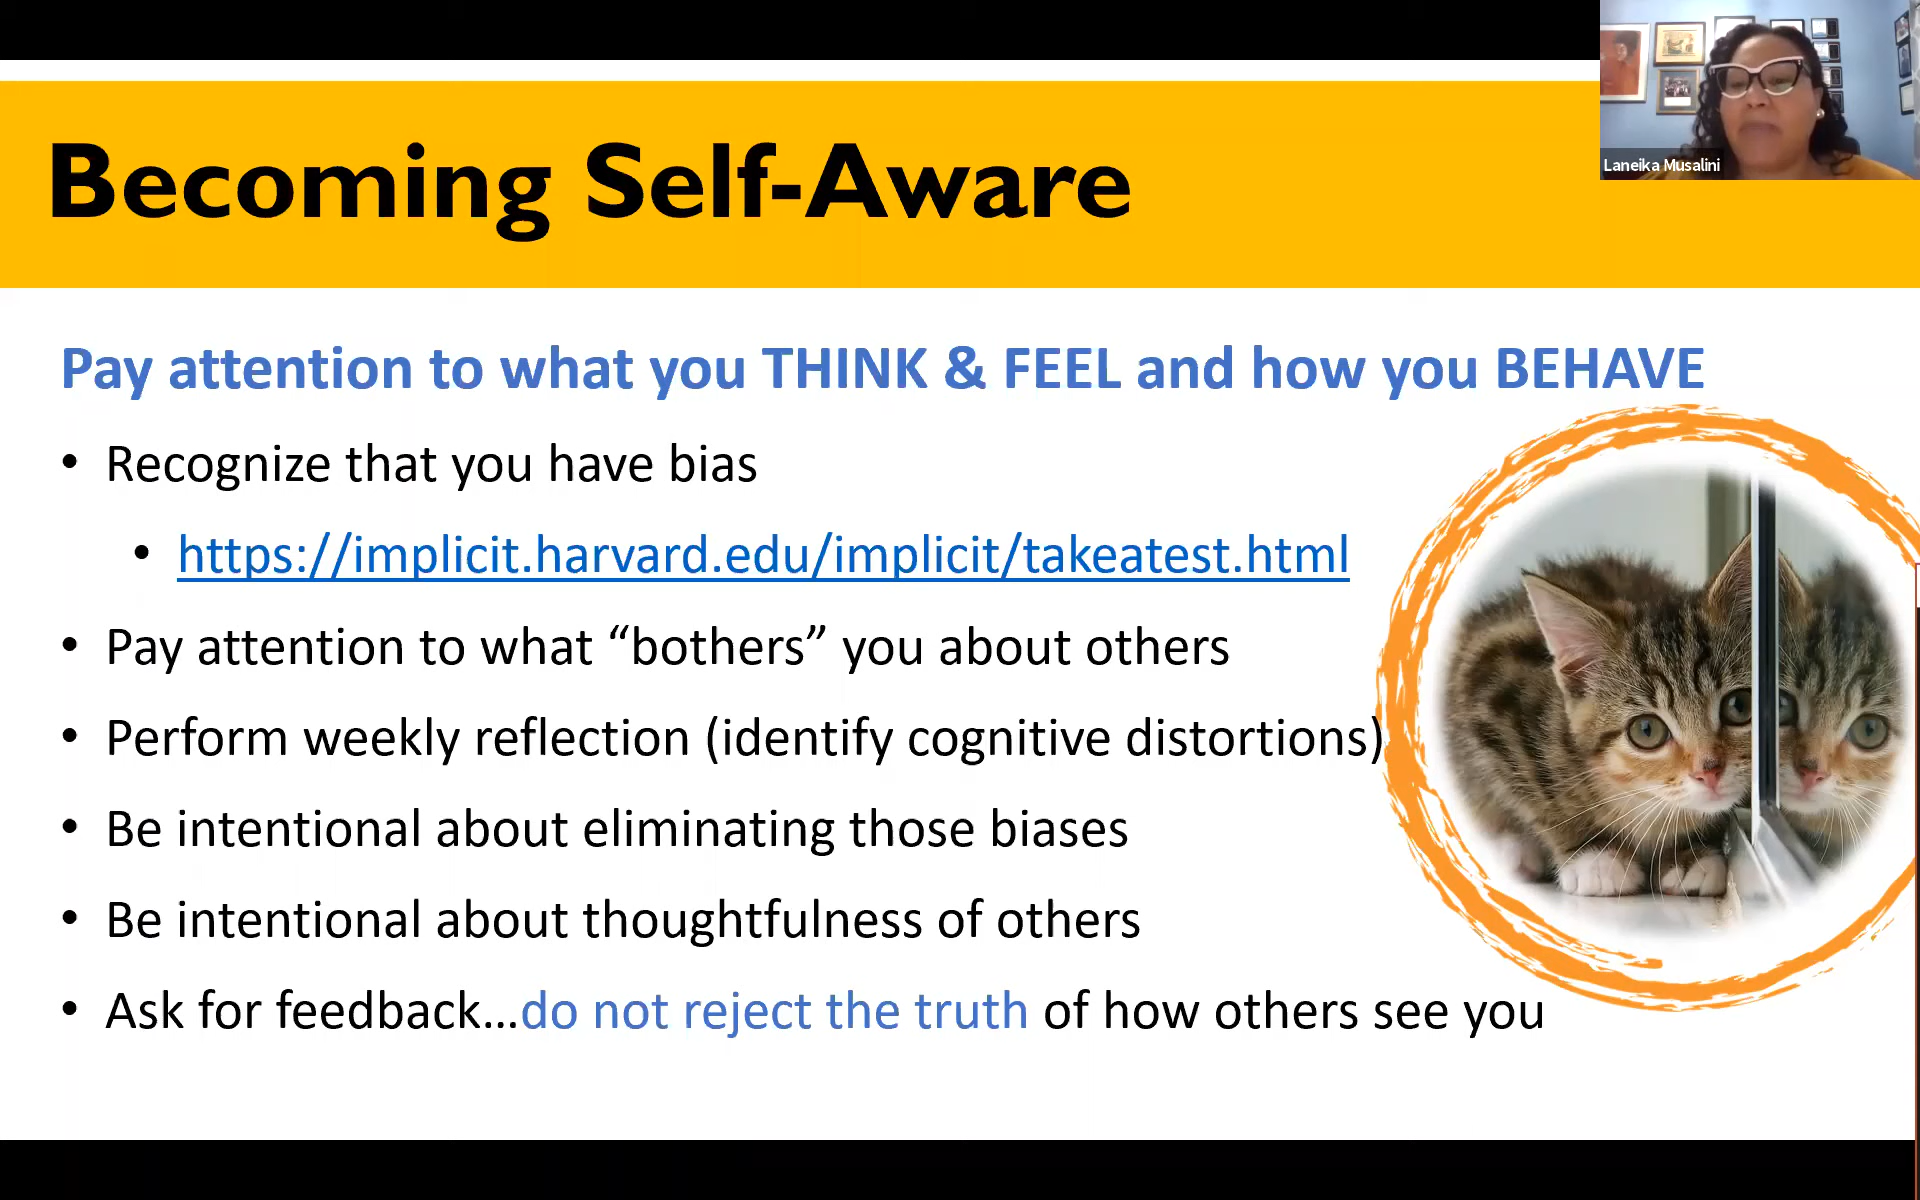 Laneika Musalini
Becoming Self-Aware
Pay attention to what you THINK & FEEL and how you BEHAVE
• Recognize that you have bias
• https://implicit.harvard.edu/implicit/takeatest.html
• Pay attention to what “bothers” you about others
• Perform weekly reflection (identify cognitive distortions)
• Be intentional about eliminating those biases
• Be intentional about thoughtfulness of others
• Ask for feedback…do not reject the truth of how others see you